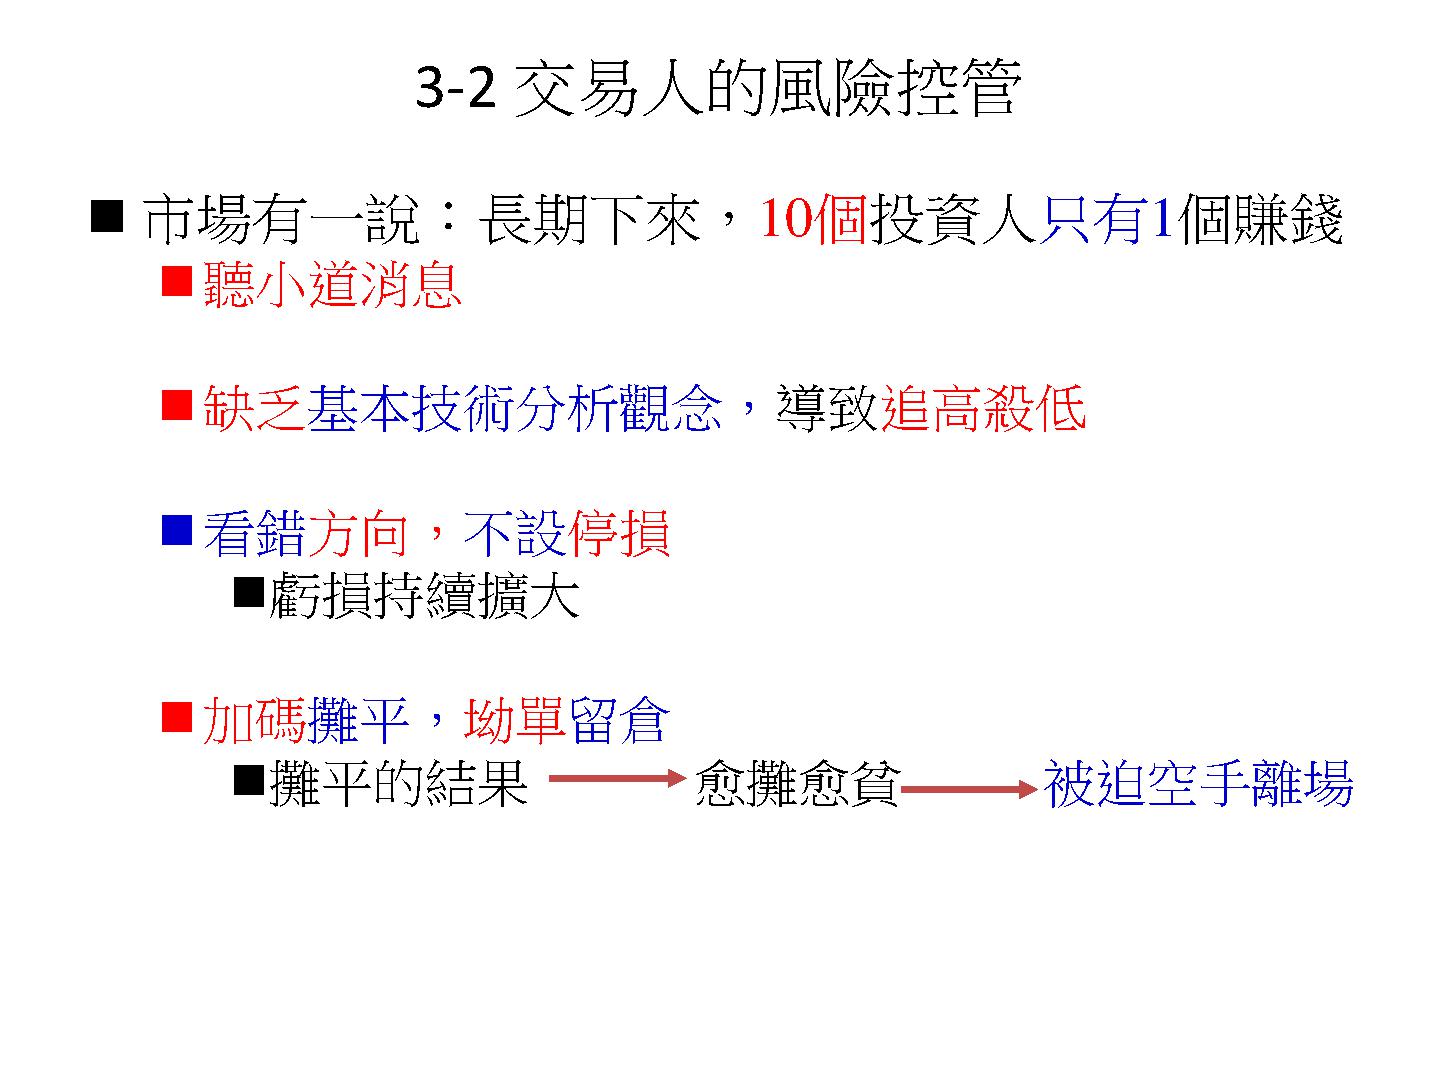 3-2 交易人的風險控管
■ 市場有一說：長期下來，10個投資人只有1個賺錢
■ 聽小道消息
■ 缺乏基本技術分析觀念，導致追高殺低
■ 看錯方向，不設停損
■虧損持續擴大
■ 加碼攤平，坳單留倉
■攤平的結果 → 愈攤愈貧 → 被迫空手離場